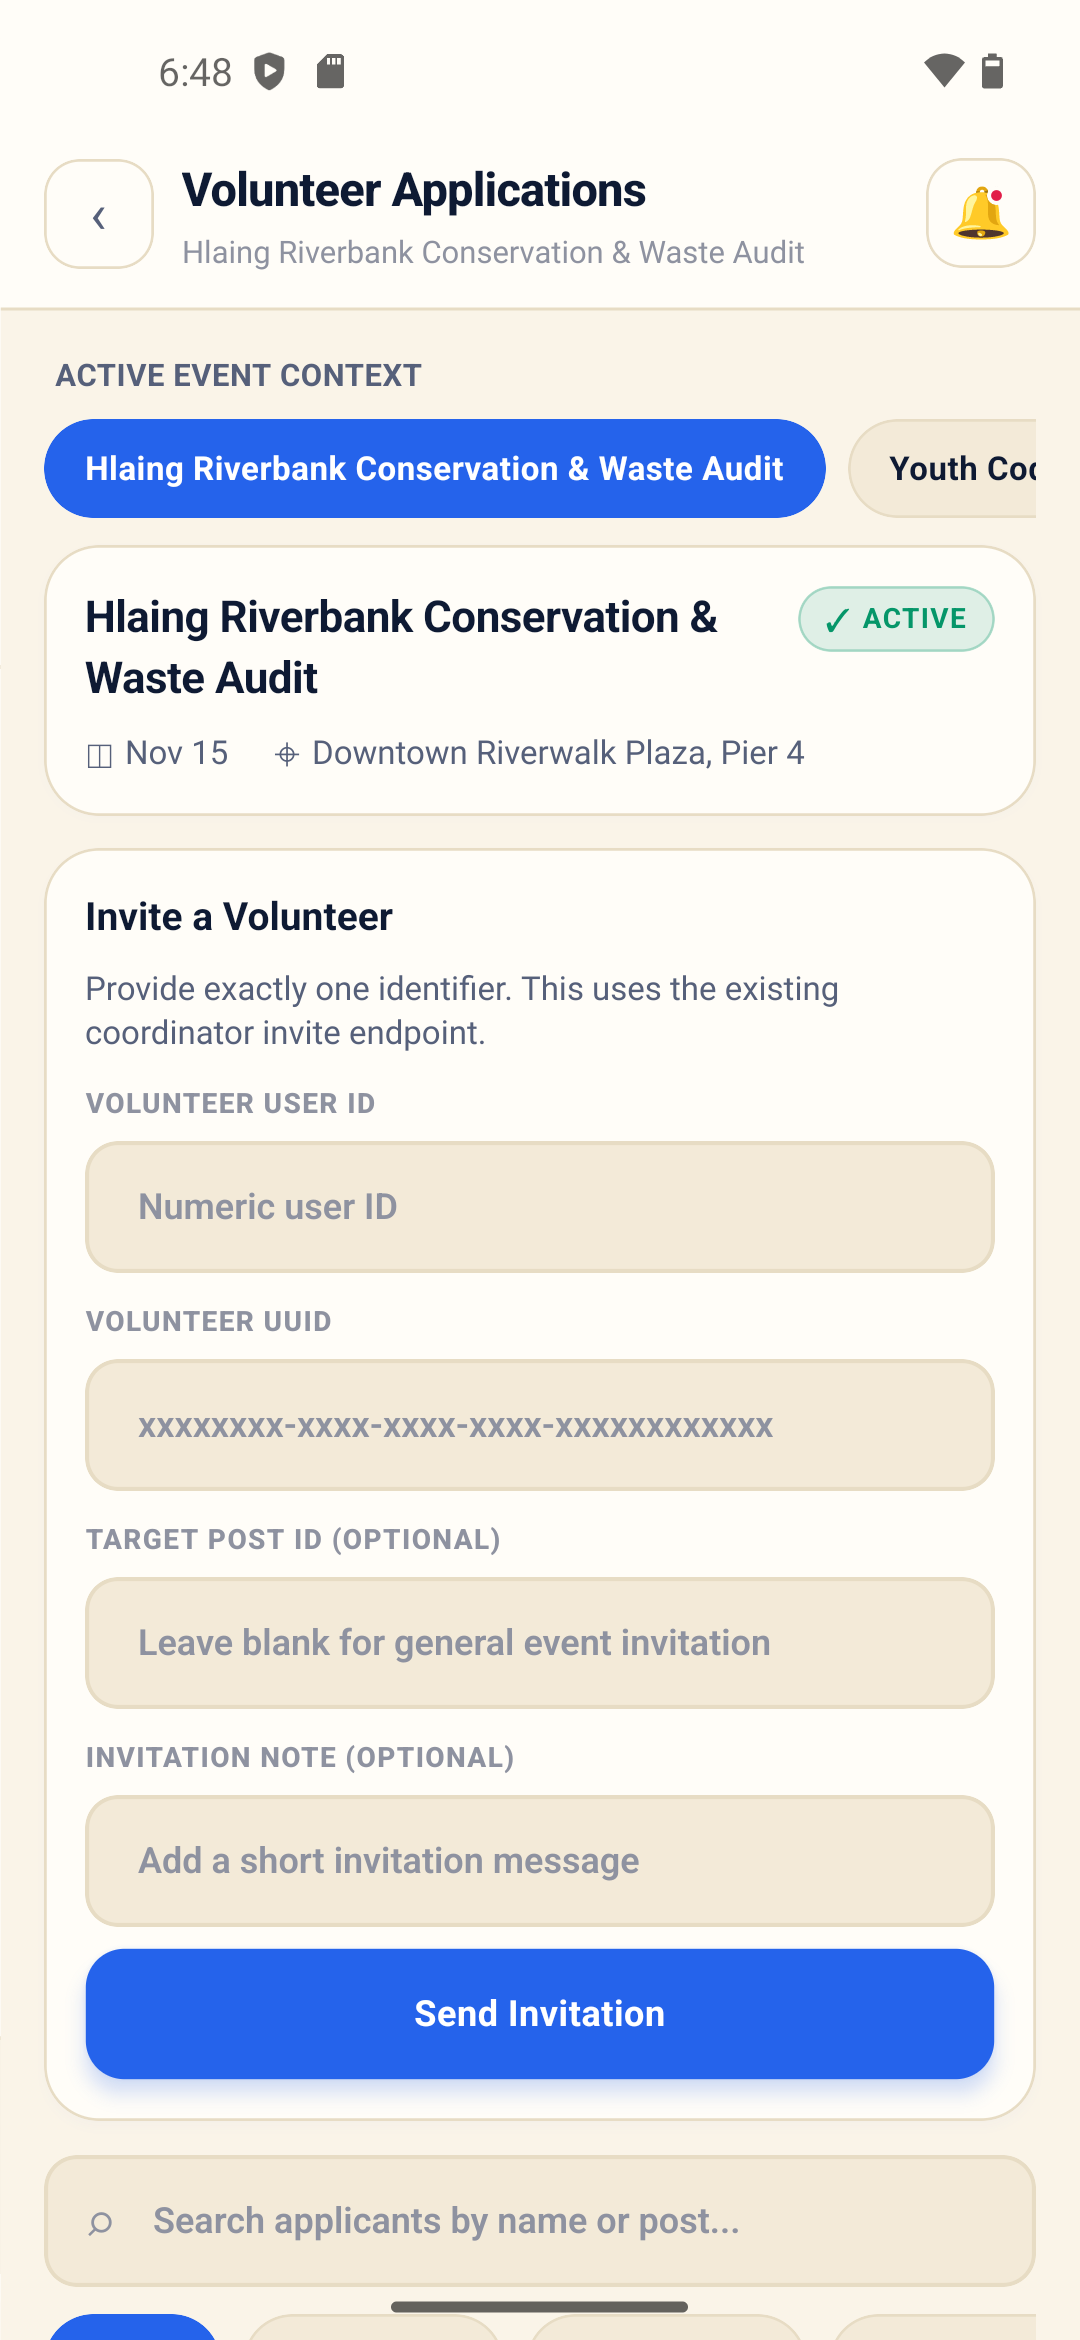 6:48
Volunteer Applications
Hlaing Riverbank Conservation & Waste Audit
ACTIVE EVENT CONTEXT
Hlaing Riverbank Conservation & Waste Audit
Youth
Hlaing Riverbank Conservation &
Waste Audit
✓ ACTIVE
Nov 15
Downtown Riverwalk Plaza, Pier 4
Invite a Volunteer
Provide exactly one identifier. This uses the existing
coordinator invite endpoint.
VOLUNTEER USER ID
Numeric user ID
VOLUNTEER UUID
xxxxxxxx-xxxx-xxxx-xxxx-xxxxxxxxxxxx
TARGET POST ID (OPTIONAL)
Leave blank for general event invitation
INVITATION NOTE (OPTIONAL)
Add a short invitation message
Send Invitation
Search applicants by name or post...